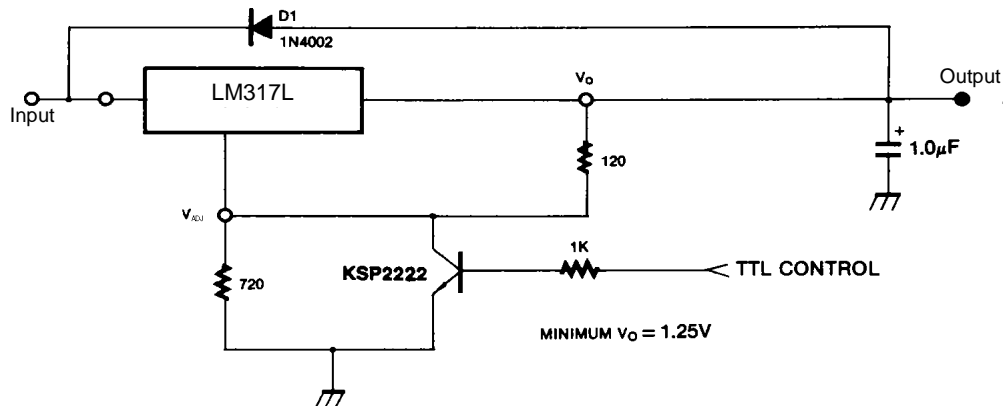 D1
1N4002
LM317L
Input
Vo
Output
120
+
1.0μF
VADJ
1K
KSP2222
TTL CONTROL
720
MINIMUM Vo = 1.25V